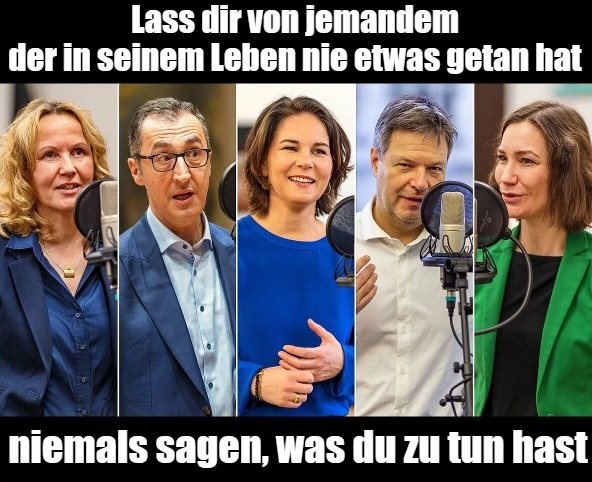 Lass dir von jemandem
der in seinem Leben nie etwas getan hat
niemals sagen, was du zu tun hast